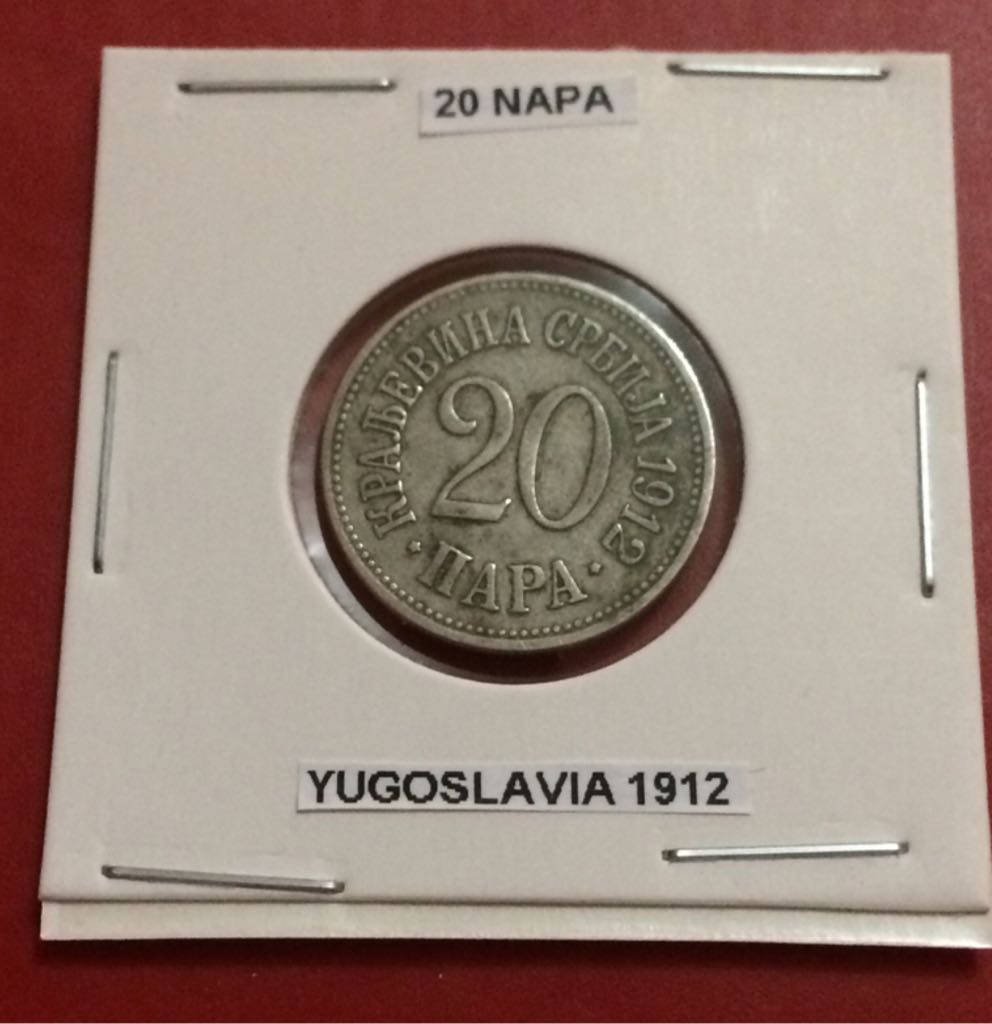 20 NAPA
КРАЉЕВИНА СРБИЈА 1912
20
· ПАРА ·
YUGOSLAVIA 1912